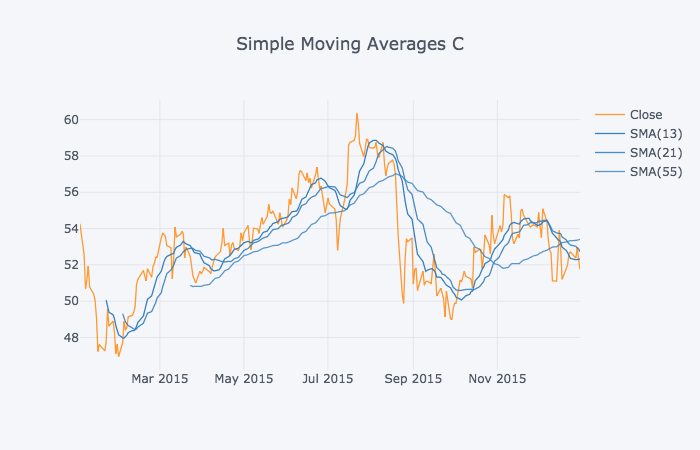 Simple Moving Averages C
Close
SMA(13)
SMA(21)
SMA(55)
60
58
56
54
52
50
48
Mar 2015 May 2015 Jul 2015 Sep 2015 Nov 2015